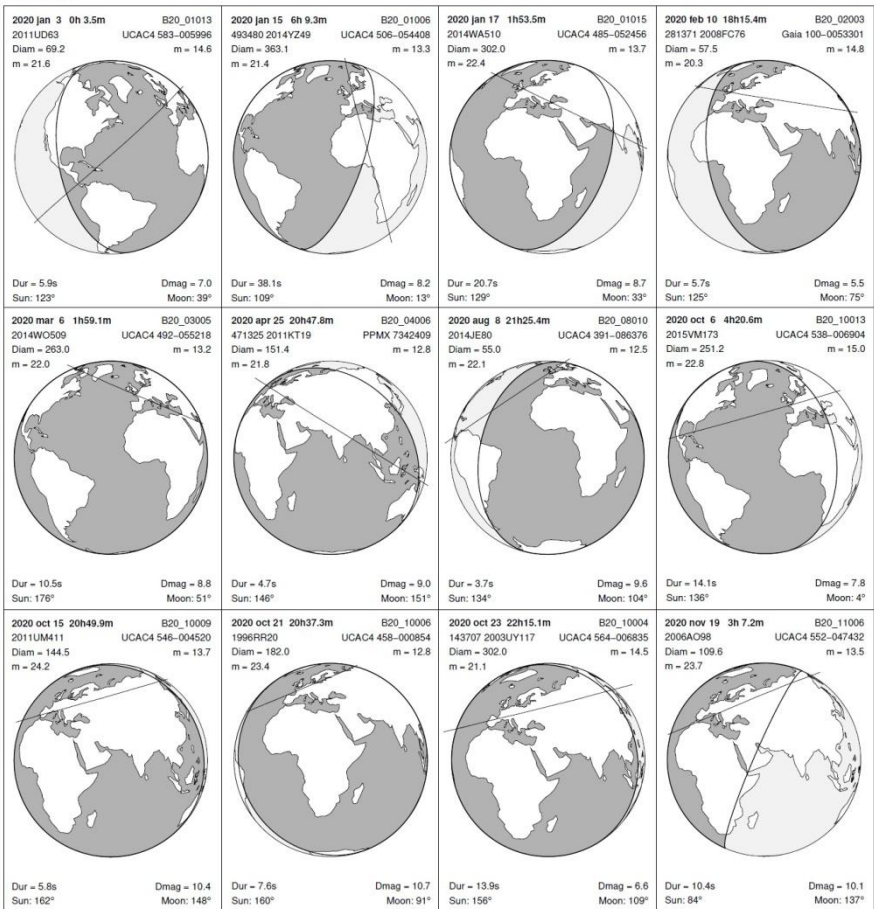 2020 jan 3 0h 3.5m B20_01013
2011UD63 UCAC4 583-005996
Diam = 69.2 m = 14.6
m = 21.6
Dur = 5.9s Dmag = 7.0
Sun: 123° Moon: 39°
2020 jan 15 6h 9.3m B20_01006
493480 2014YZ49 UCAC4 506-054408
Diam = 363.1 m = 13.3
m = 21.4
Dur = 38.1s Dmag = 8.2
Sun: 109° Moon: 13°
2020 jan 17 1h53.5m B20_01015
2014WA510 UCAC4 485-052456
Diam = 302.0 m = 13.7
m = 22.4
Dur = 20.7s Dmag = 8.7
Sun: 129° Moon: 33°
2020 feb 10 18h15.4m B20_02003
281371 2008FC76 Gaia 100-0053301
Diam = 57.5 m = 14.8
m = 20.3
Dur = 5.7s Dmag = 5.5
Sun: 125° Moon: 75°
2020 mar 6 1h59.1m B20_03005
2014WO509 UCAC4 492-055218
Diam = 263.0 m = 13.2
m = 22.0
Dur = 10.5s Dmag = 8.8
Sun: 176° Moon: 51°
2020 apr 25 20h47.8m B20_04006
471325 2011KT19 PPMX 7342409
Diam = 151.4 m = 12.8
m = 21.8
Dur = 4.7s Dmag = 9.0
Sun: 146° Moon: 151°
2020 aug 8 21h25.4m B20_08010
2014JE80 UCAC4 391-086376
Diam = 55.0 m = 12.5
m = 22.1
Dur = 3.7s Dmag = 9.6
Sun: 134° Moon: 104°
2020 oct 6 4h20.6m B20_10013
2015VM173 UCAC4 538-006904
Diam = 251.2 m = 15.0
m = 22.8
Dur = 14.1s Dmag = 7.8
Sun: 136° Moon: 4°
2020 oct 15 20h49.9m B20_10009
2011UM411 UCAC4 546-004520
Diam = 144.5 m = 13.7
m = 24.2
Dur = 5.8s Dmag = 10.4
Sun: 162° Moon: 148°
2020 oct 21 20h37.3m B20_10006
1996RR20 UCAC4 458-000854
Diam = 182.0 m = 12.8
m = 23.4
Dur = 7.6s Dmag = 10.7
Sun: 160° Moon: 91°
2020 oct 23 22h15.1m B20_10004
143707 2003UY117 UCAC4 564-006835
Diam = 302.0 m = 14.5
m = 21.1
Dur = 13.9s Dmag = 6.6
Sun: 156° Moon: 109°
2020 nov 19 3h 7.2m B20_11006
2006AO98 UCAC4 552-047432
Diam = 109.6 m = 13.5
m = 23.7
Dur = 10.4s Dmag = 10.1
Sun: 84° Moon: 137°